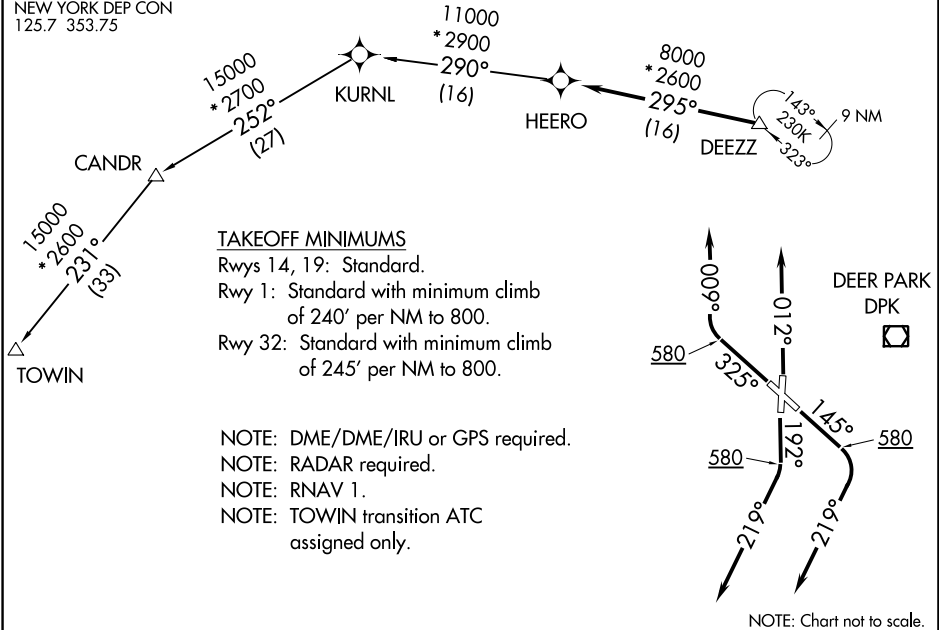 NEW YORK DEP CON
125.7 353.75
11000
*2900
290°
(16)
8000
*2600
295°
(16)
15000
*2700
252°
(27)
KURNL
HEERO
DEEZZ
143°
230K
323°
9 NM
CANDR
15000
*2600
231°
(33)
TOWIN
TAKEOFF MINIMUMS
Rwys 14, 19: Standard.
Rwy 1: Standard with minimum climb
of 240' per NM to 800.
Rwy 32: Standard with minimum climb
of 245' per NM to 800.
NOTE: DME/DME/IRU or GPS required.
NOTE: RADAR required.
NOTE: RNAV 1.
NOTE: TOWIN transition ATC
assigned only.
009°
012°
DEER PARK
DPK
580
325°
145°
192°
580
580
219°
219°
NOTE: Chart not to scale.